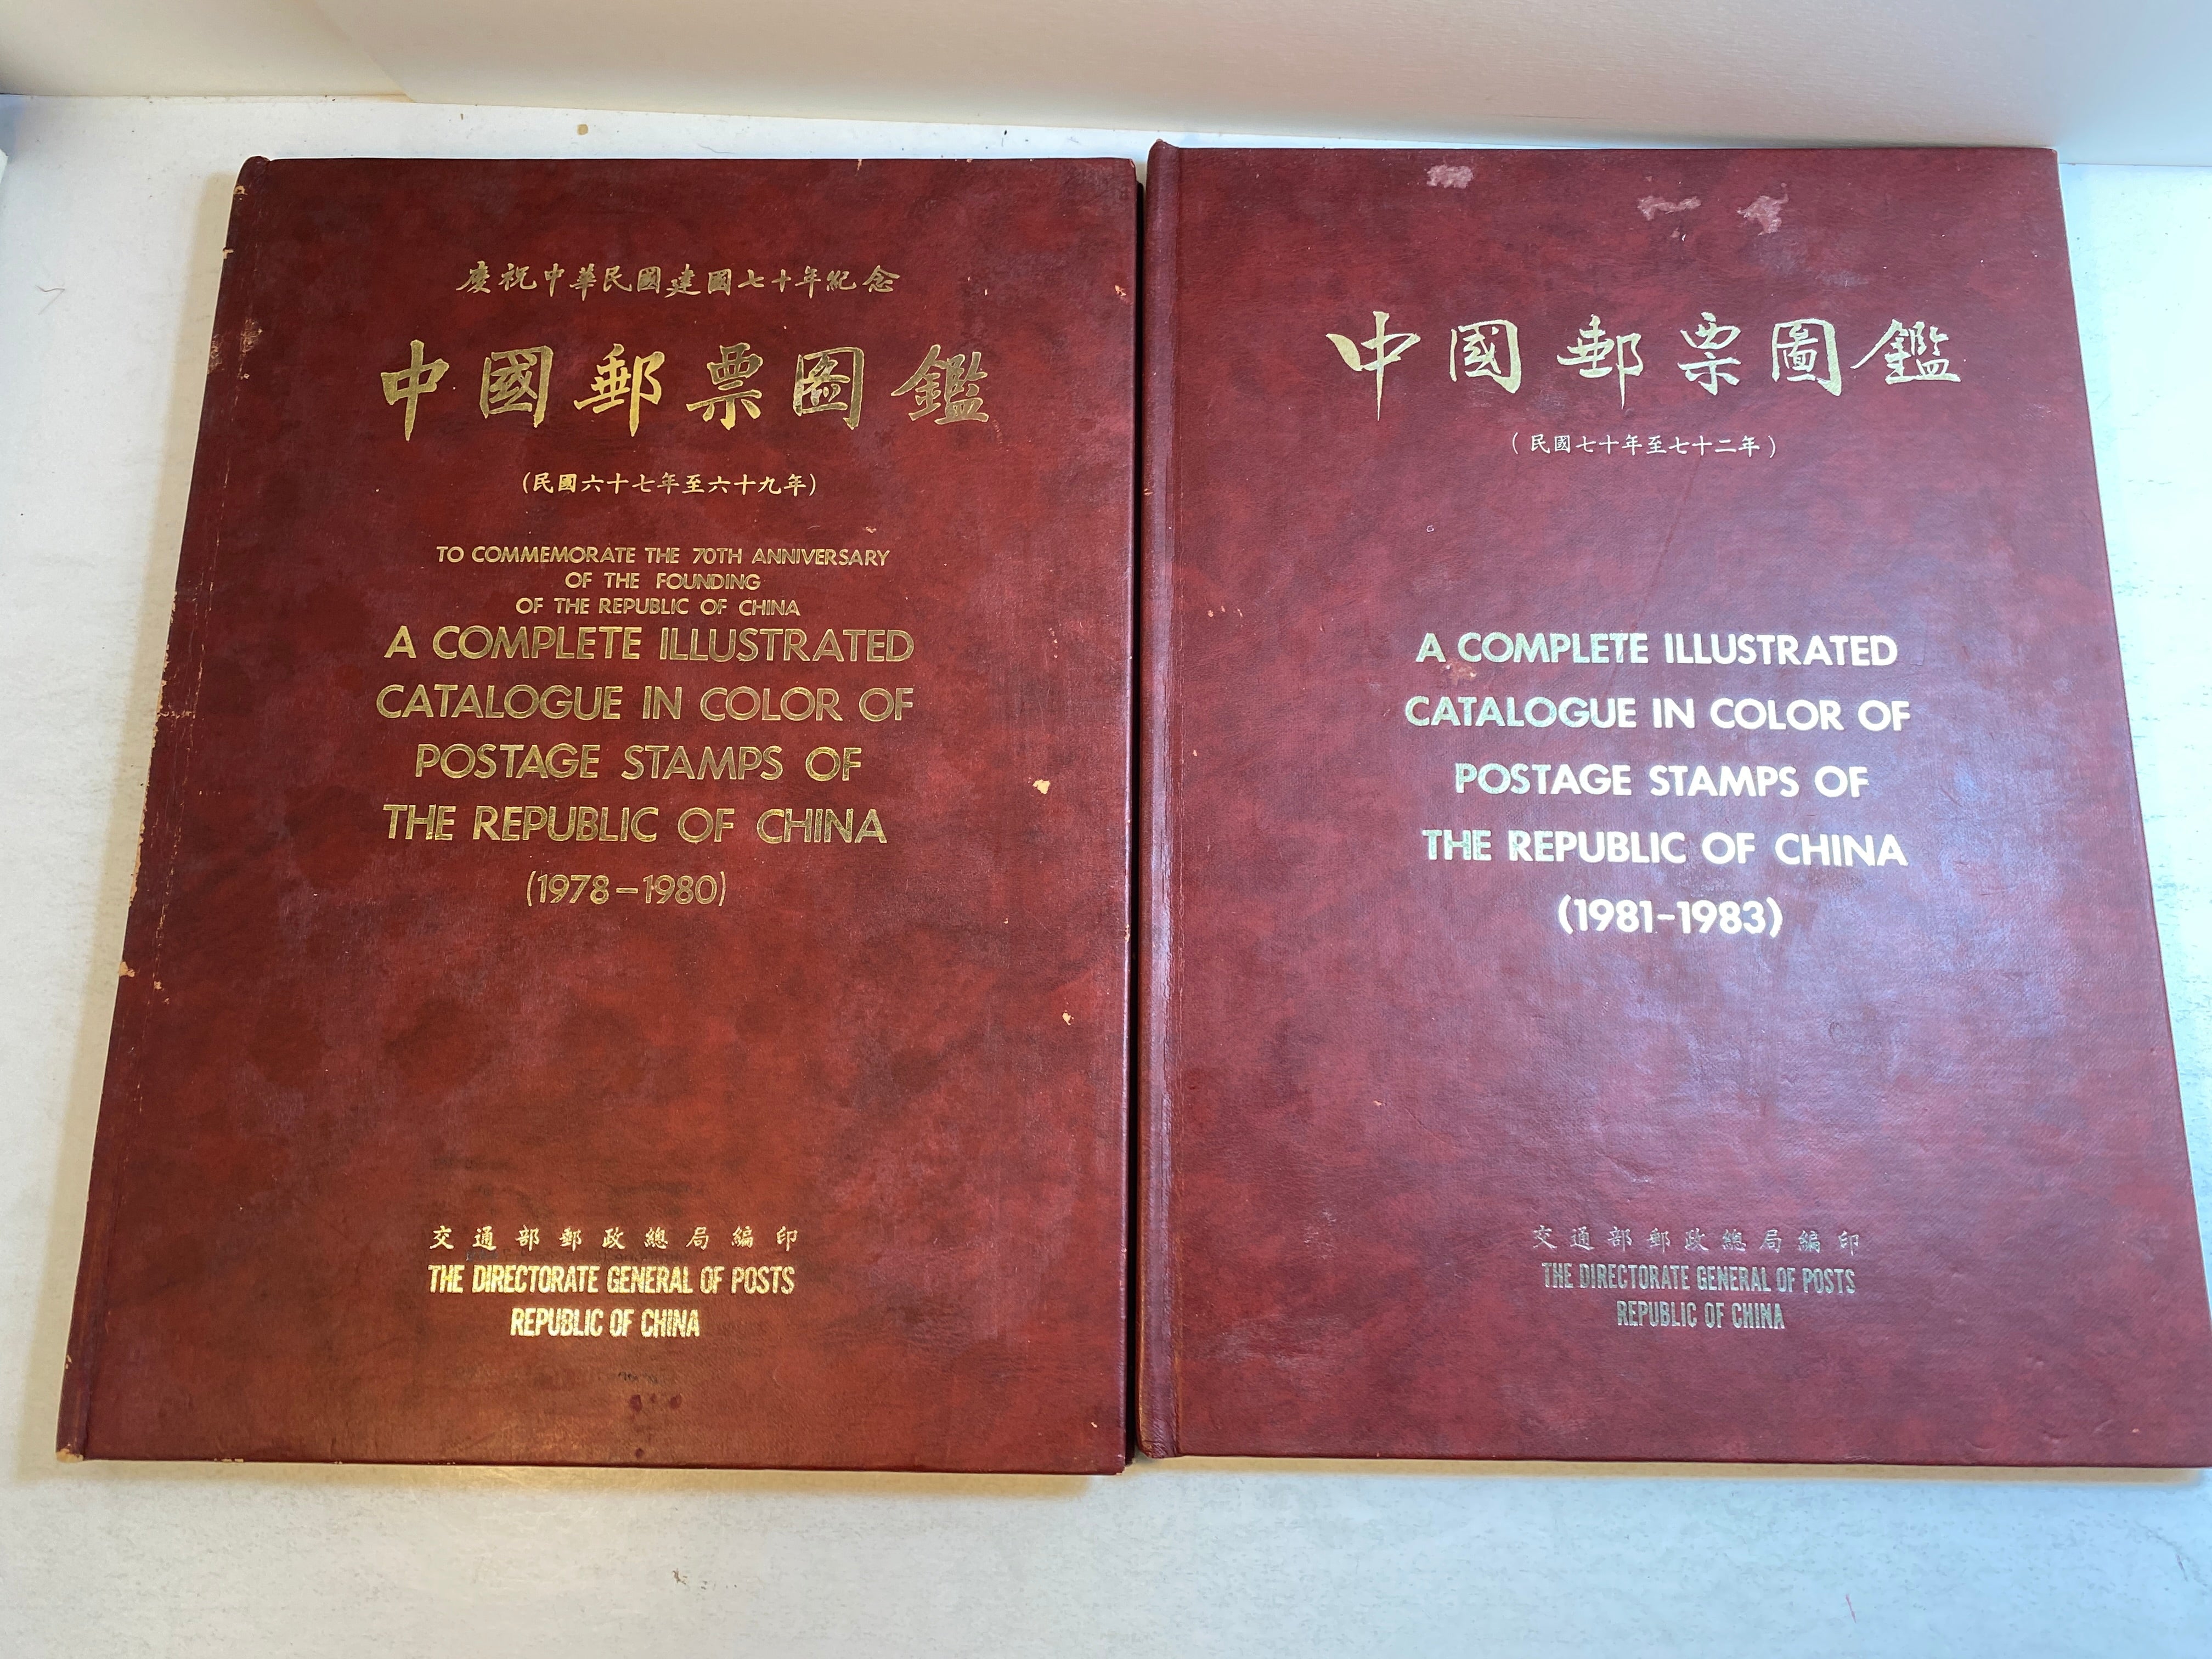 慶祝中華民國建國七十年紀念
中國郵票圖鑑
(民國六十七年至六十九年)
TO COMMEMORATE THE 70TH ANNIVERSARY
OF THE FOUNDING
OF THE REPUBLIC OF CHINA
A COMPLETE ILLUSTRATED
CATALOGUE IN COLOR OF
POSTAGE STAMPS OF
THE REPUBLIC OF CHINA
(1978-1980)
交通部郵政總局編印
THE DIRECTORATE GENERAL OF POSTS
REPUBLIC OF CHINA
中國郵票圖鑑
(民國七十年至七十二年)
A COMPLETE ILLUSTRATED
CATALOGUE IN COLOR OF
POSTAGE STAMPS OF
THE REPUBLIC OF CHINA
(1981-1983)
交通部郵政總局編印
THE DIRECTORATE GENERAL OF POSTS
REPUBLIC OF CHINA